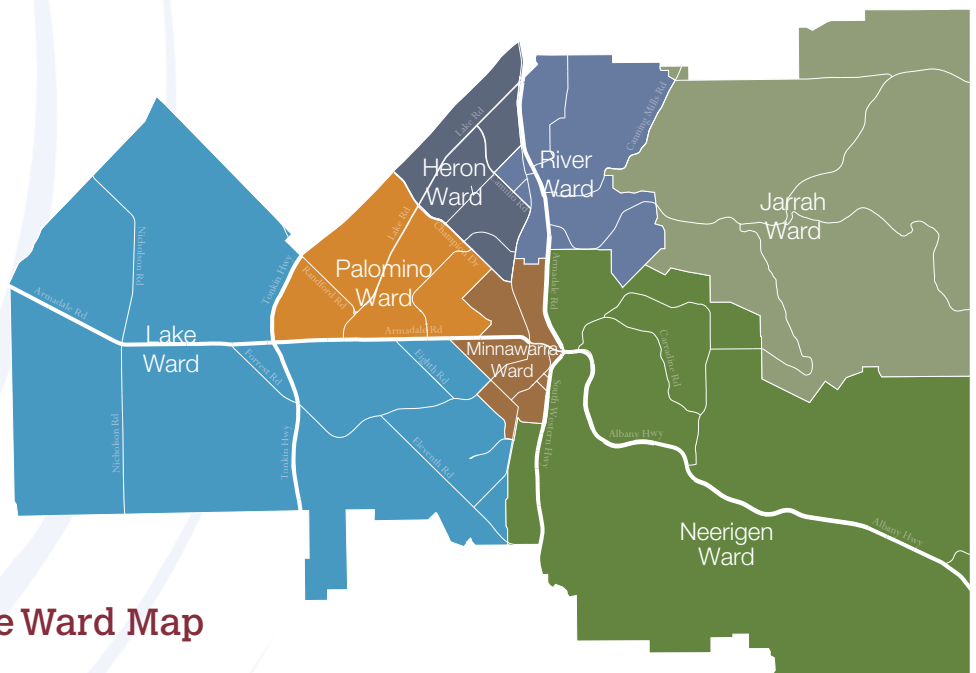 Lake Rd
Canning Mills Rd
Heron
Ward
River
Ward
Jarrah
Ward
Lake Rd
Champion Dr
Nicholson Rd
Tonkin Hwy
Palomino
Ward
Ranford Rd
Armadale Rd
Armadale Rd
Armadale Rd
Lake
Ward
Minnawarra
Ward
Forrest Rd
Eighth Rd
Carradine Rd
South Western Hwy
Nicholson Rd
Tonkin Hwy
Eleventh Rd
Albany Hwy
Neerigen
Ward
Albany Hwy
e Ward Map